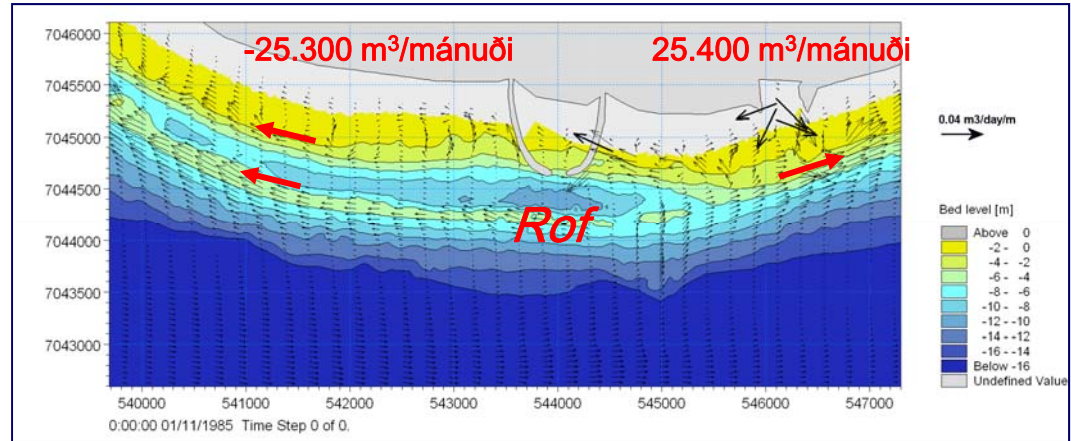 -25.300 m³/mánuði 25.400 m³/mánuði
7046000
7045500
7045000
7044500
7044000
7043500
7043000
Rof
540000 541000 542000 543000 544000 545000 546000 547000
0:00:00 01/11/1985 Time Step 0 of 0.
0.04 m3/day/m
Bed level [m]
Above 0
-2 - 0
-4 - -2
-6 - -4
-8 - -6
-10 - -8
-12 - -10
-14 - -12
-16 - -14
Below -16
Undefined Value